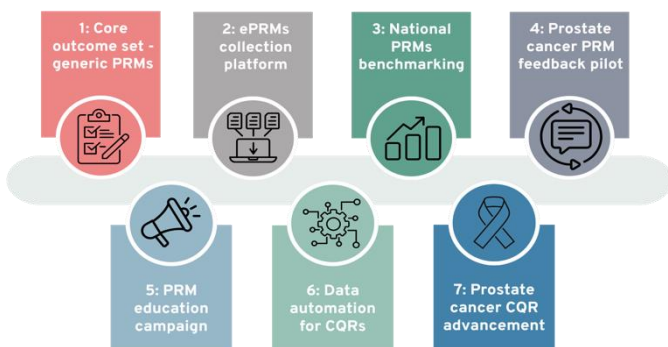 1: Core
outcome set -
generic PRMs
2: ePRMs
collection
platform
3: National
PRMs
benchmarking
4: Prostate
cancer PRM
feedback pilot
5: PRM
education
campaign
6: Data
automation
for CQRs
7: Prostate
cancer CQR
advancement